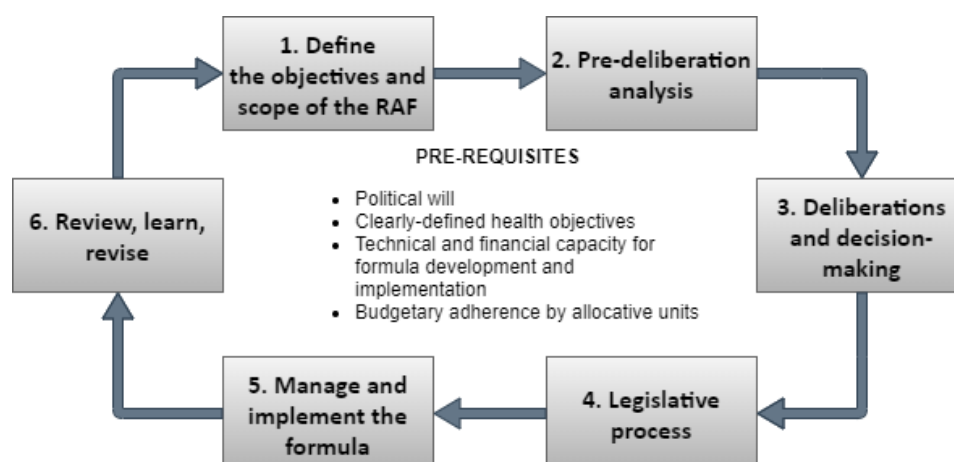 1. Define
the objectives and
scope of the RAF
2. Pre-deliberation
analysis
PRE-REQUISITES
• Political will
• Clearly-defined health objectives
• Technical and financial capacity for
formula development and
implementation
• Budgetary adherence by allocative units
3. Deliberations
and decision-
making
4. Legislative
process
5. Manage and
implement the
formula
6. Review, learn,
revise